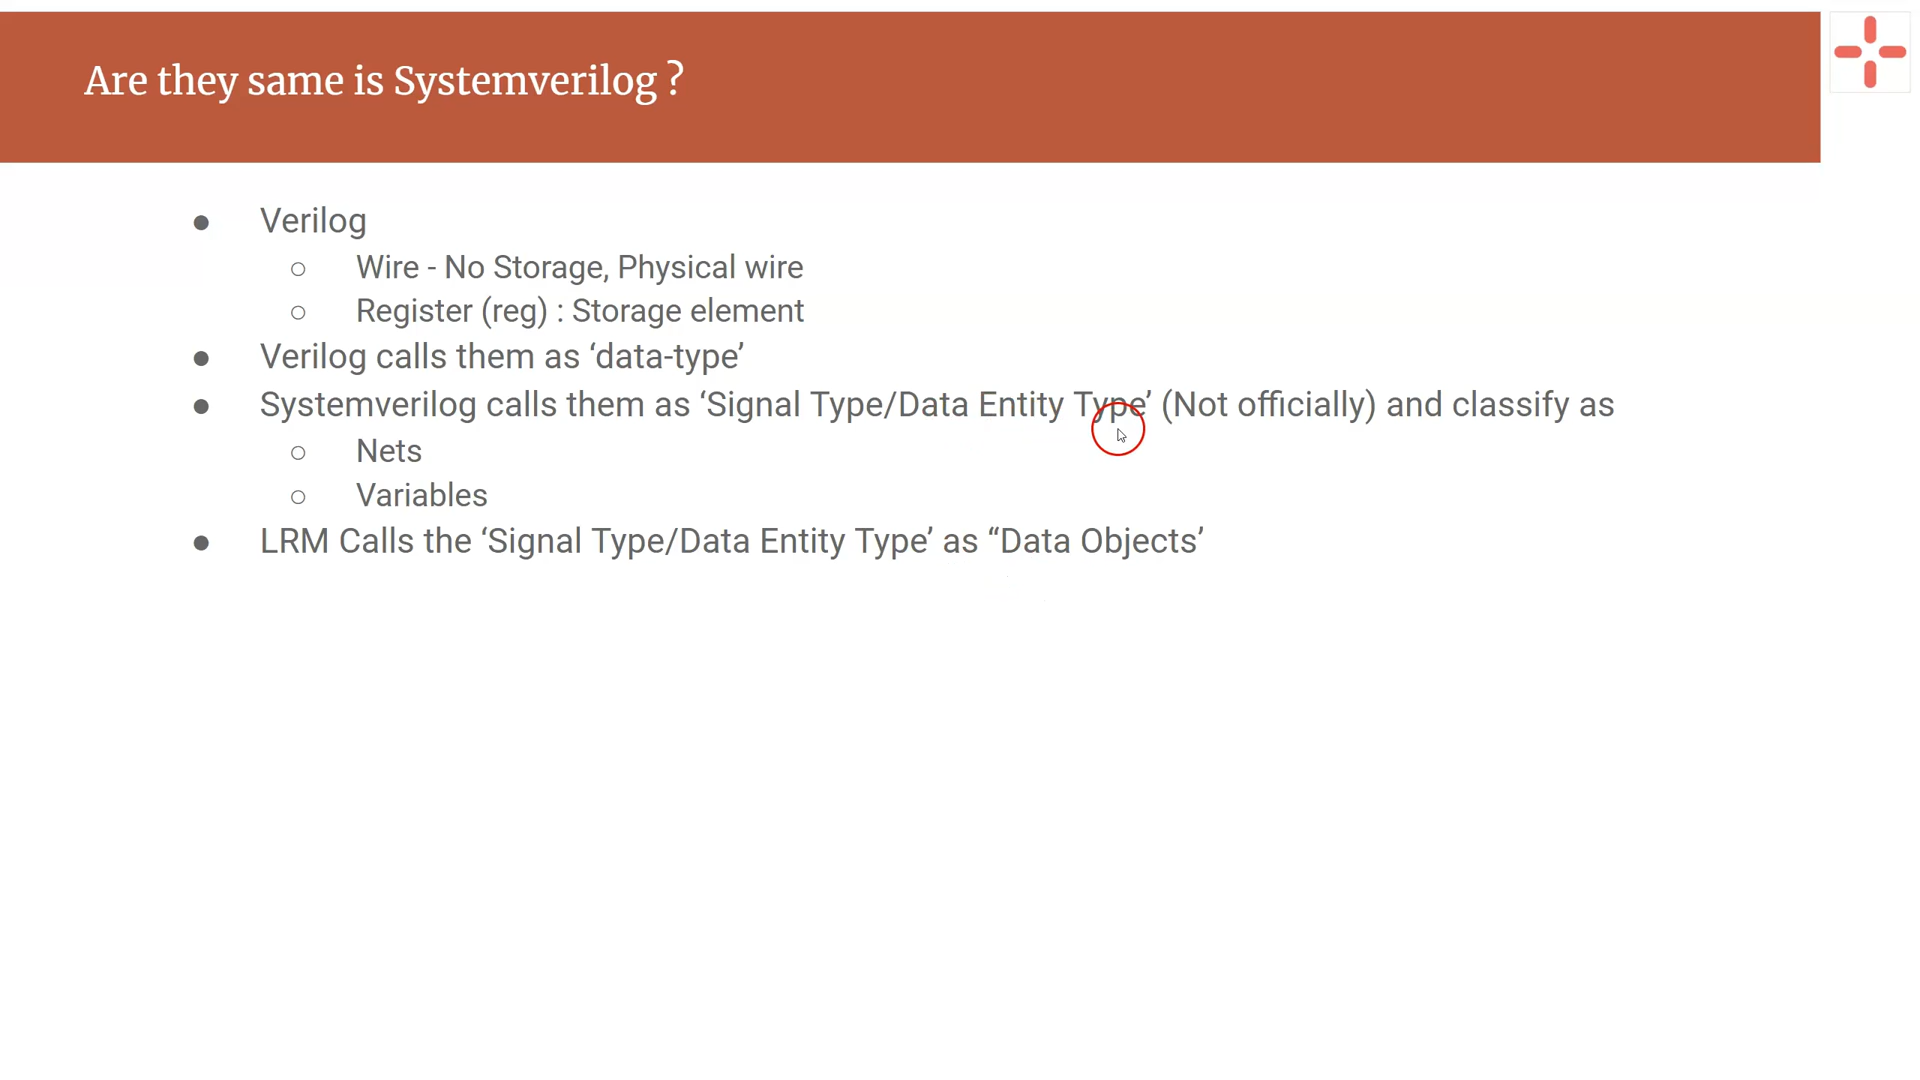 Are they same is Systemverilog ?
● Verilog
○ Wire - No Storage, Physical wire
○ Register (reg) : Storage element
● Verilog calls them as ‘data-type’
● Systemverilog calls them as ‘Signal Type/Data Entity Type’ (Not officially) and classify as
○ Nets
○ Variables
● LRM Calls the ‘Signal Type/Data Entity Type’ as “Data Objects’